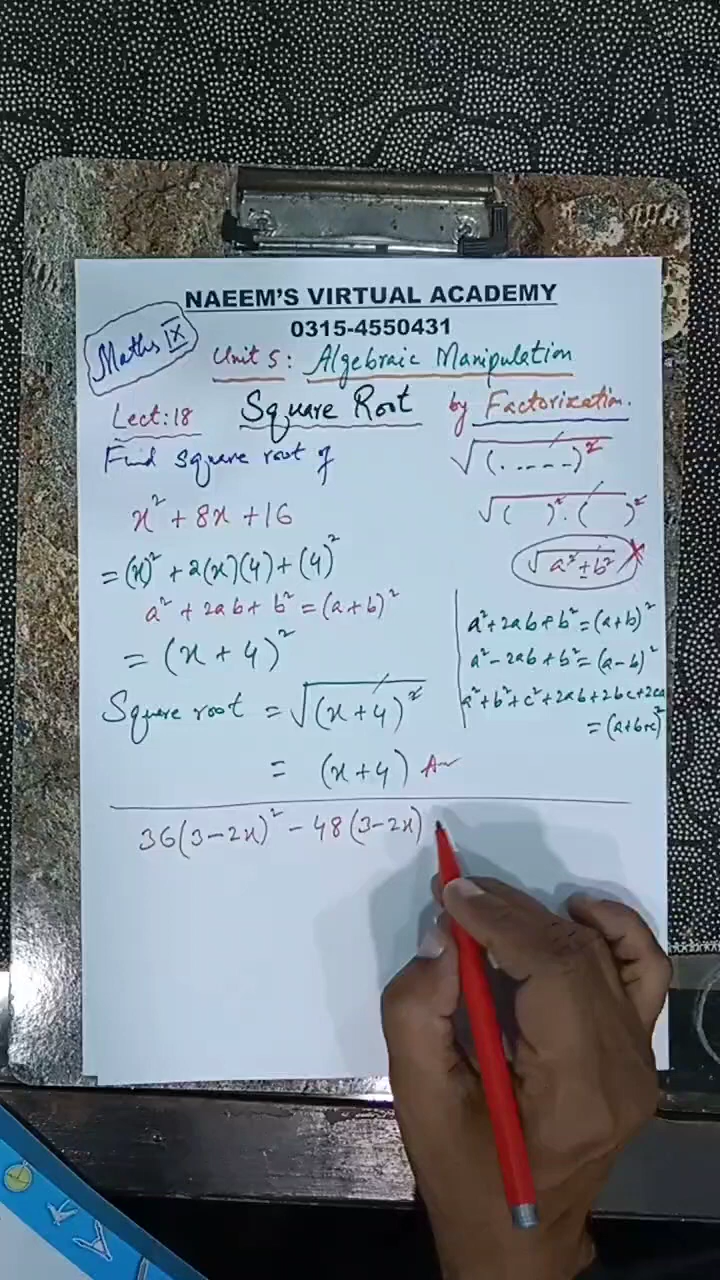 NAEEM'S VIRTUAL ACADEMY
0315-4550431
Maths IX
Unit 5: Algebraic Manipulation
Lect:18 Square Root by Factorization.
Find square root of
√(.----)²
x² + 8x + 16
√( )².( )²
= (x)² + 2(x)(4) + (4)²
√a²±b² ×
a² + 2ab + b² = (a+b)²
a²+2ab+b²=(a+b)²
= (x + 4)²
a²-2ab+b²=(a-b)²
a²+b²+c²+2ab+2bc+2ca
= (a+b+c)²
Square root = √(x+4)²
= (x+4) Ans
36(3-2x)² - 48(3-2x)